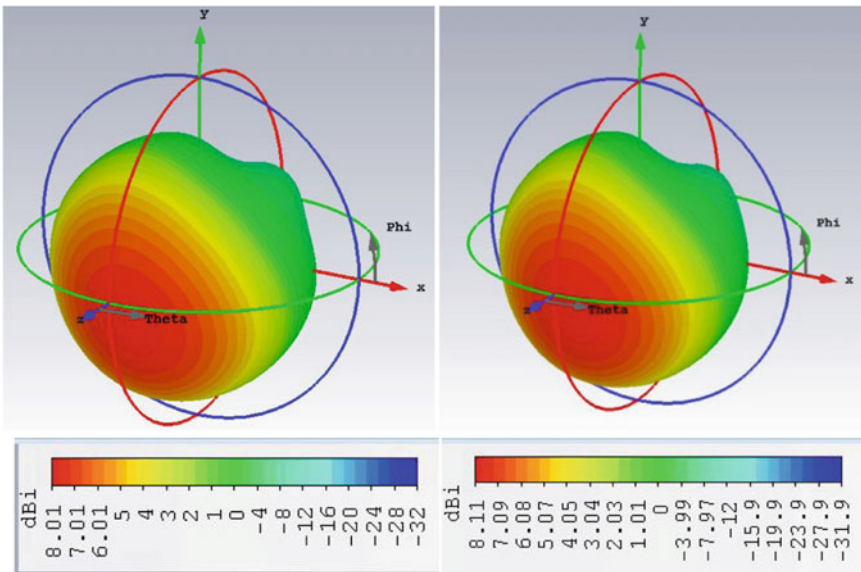 y
Phi
x
z
Theta
y
Phi
x
z
Theta
dBi
8.01
7.01
6.01
5
4
3
2
1
0
-4
-8
-12
-16
-20
-24
-28
-32
dBi
8.11
7.09
6.08
5.07
4.05
3.04
2.03
1.01
0
-3.99
-7.97
-12
-15.9
-19.9
-23.9
-27.9
-31.9